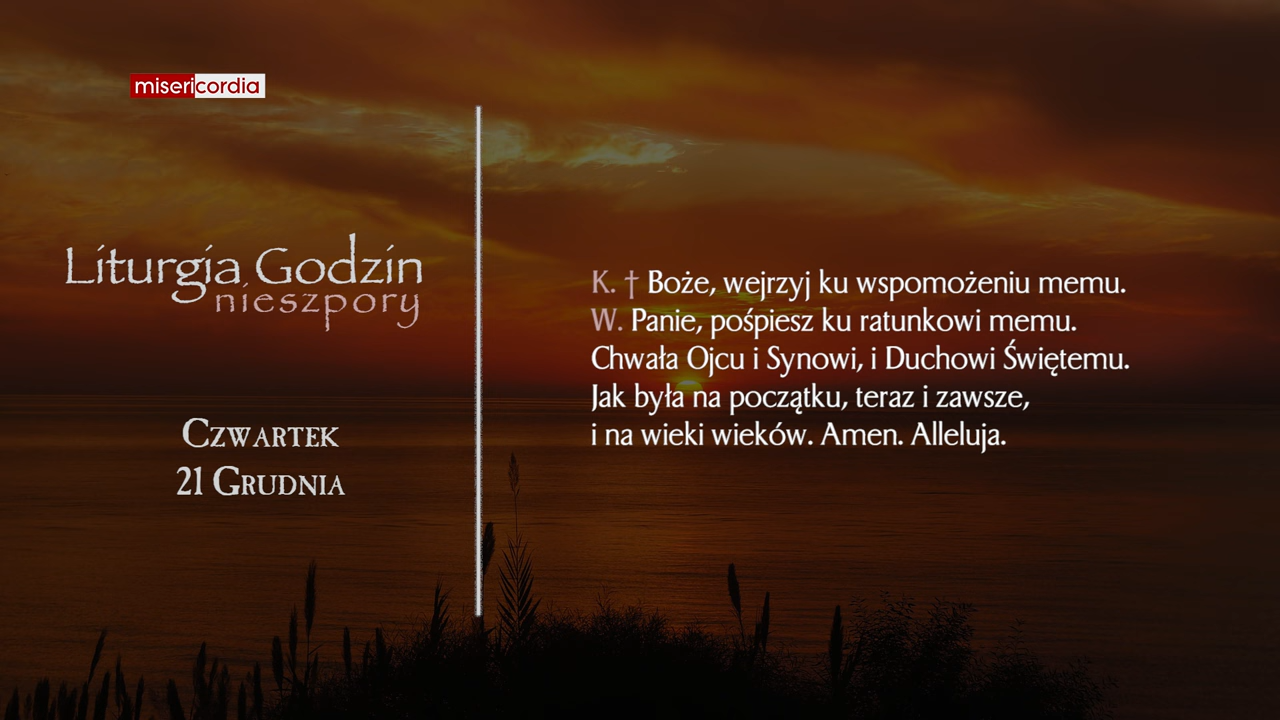 misericordia
Liturgia Godzin
nieszpory
Czwartek
21 Grudnia
K. † Boże, wejrzyj ku wspomożeniu memu.
W. Panie, pośpiesz ku ratunkowi memu.
Chwała Ojcu i Synowi, i Duchowi Świętemu.
Jak była na początku, teraz i zawsze,
i na wieki wieków. Amen. Alleluja.